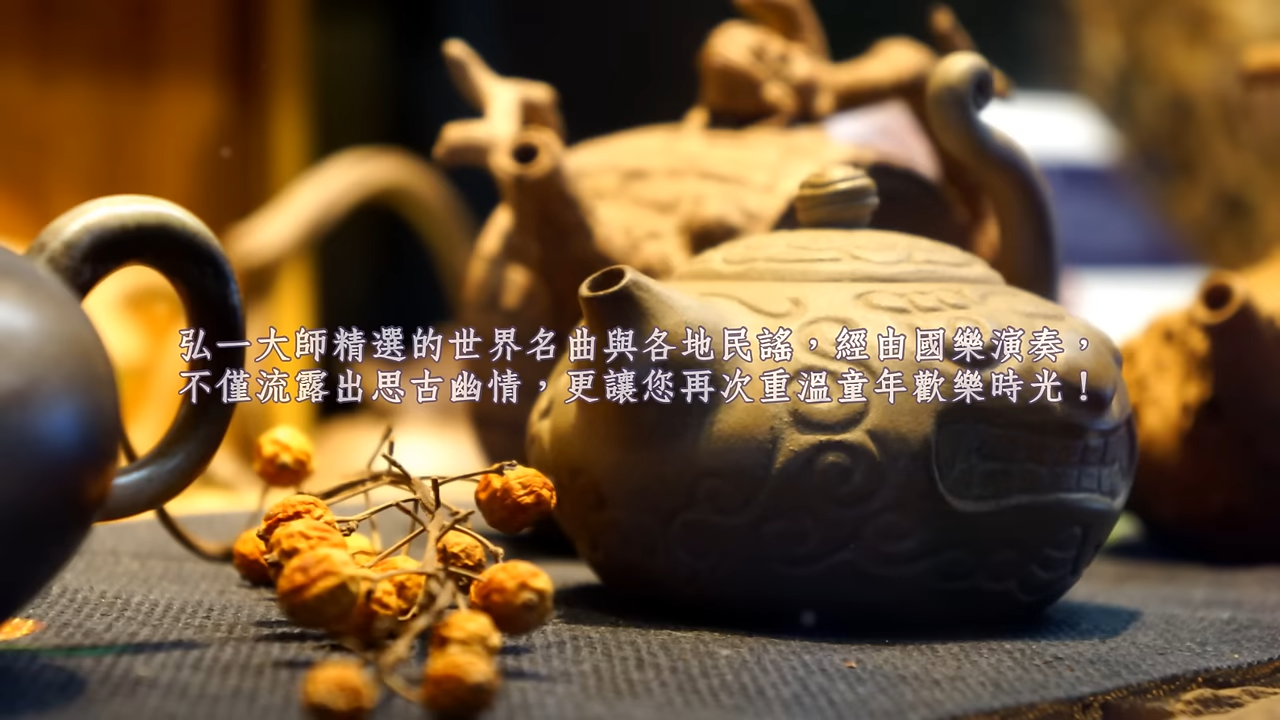 弘一大師精選的世界名曲與各地民謠，經由國樂演奏，
不僅流露出思古幽情，更讓您再次重溫童年歡樂時光！